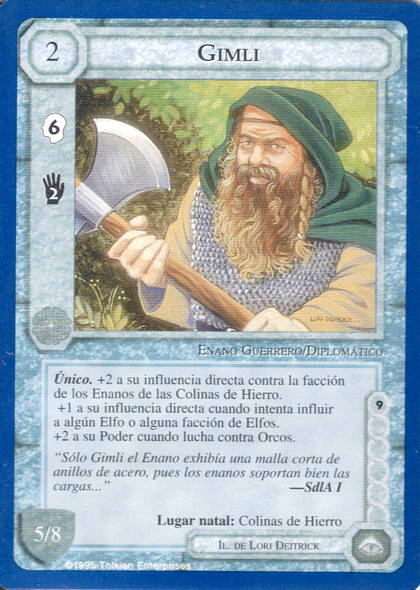 2
GIMLI
6
2
LORI DEITRICK
ENANO GUERRERO/DIPLOMÁTICO
Único. +2 a su influencia directa contra la facción
de los Enanos de las Colinas de Hierro.
+1 a su influencia directa cuando intenta influir
a algún Elfo o alguna facción de Elfos.
+2 a su Poder cuando lucha contra Orcos.
"Sólo Gimli el Enano exhibía una malla corta de
anillos de acero, pues los enanos soportan bien las
cargas..." —SdlA I
9
Lugar natal: Colinas de Hierro
5/8
IL. DE LORI DEITRICK
©1995 Tolkien Enterprises